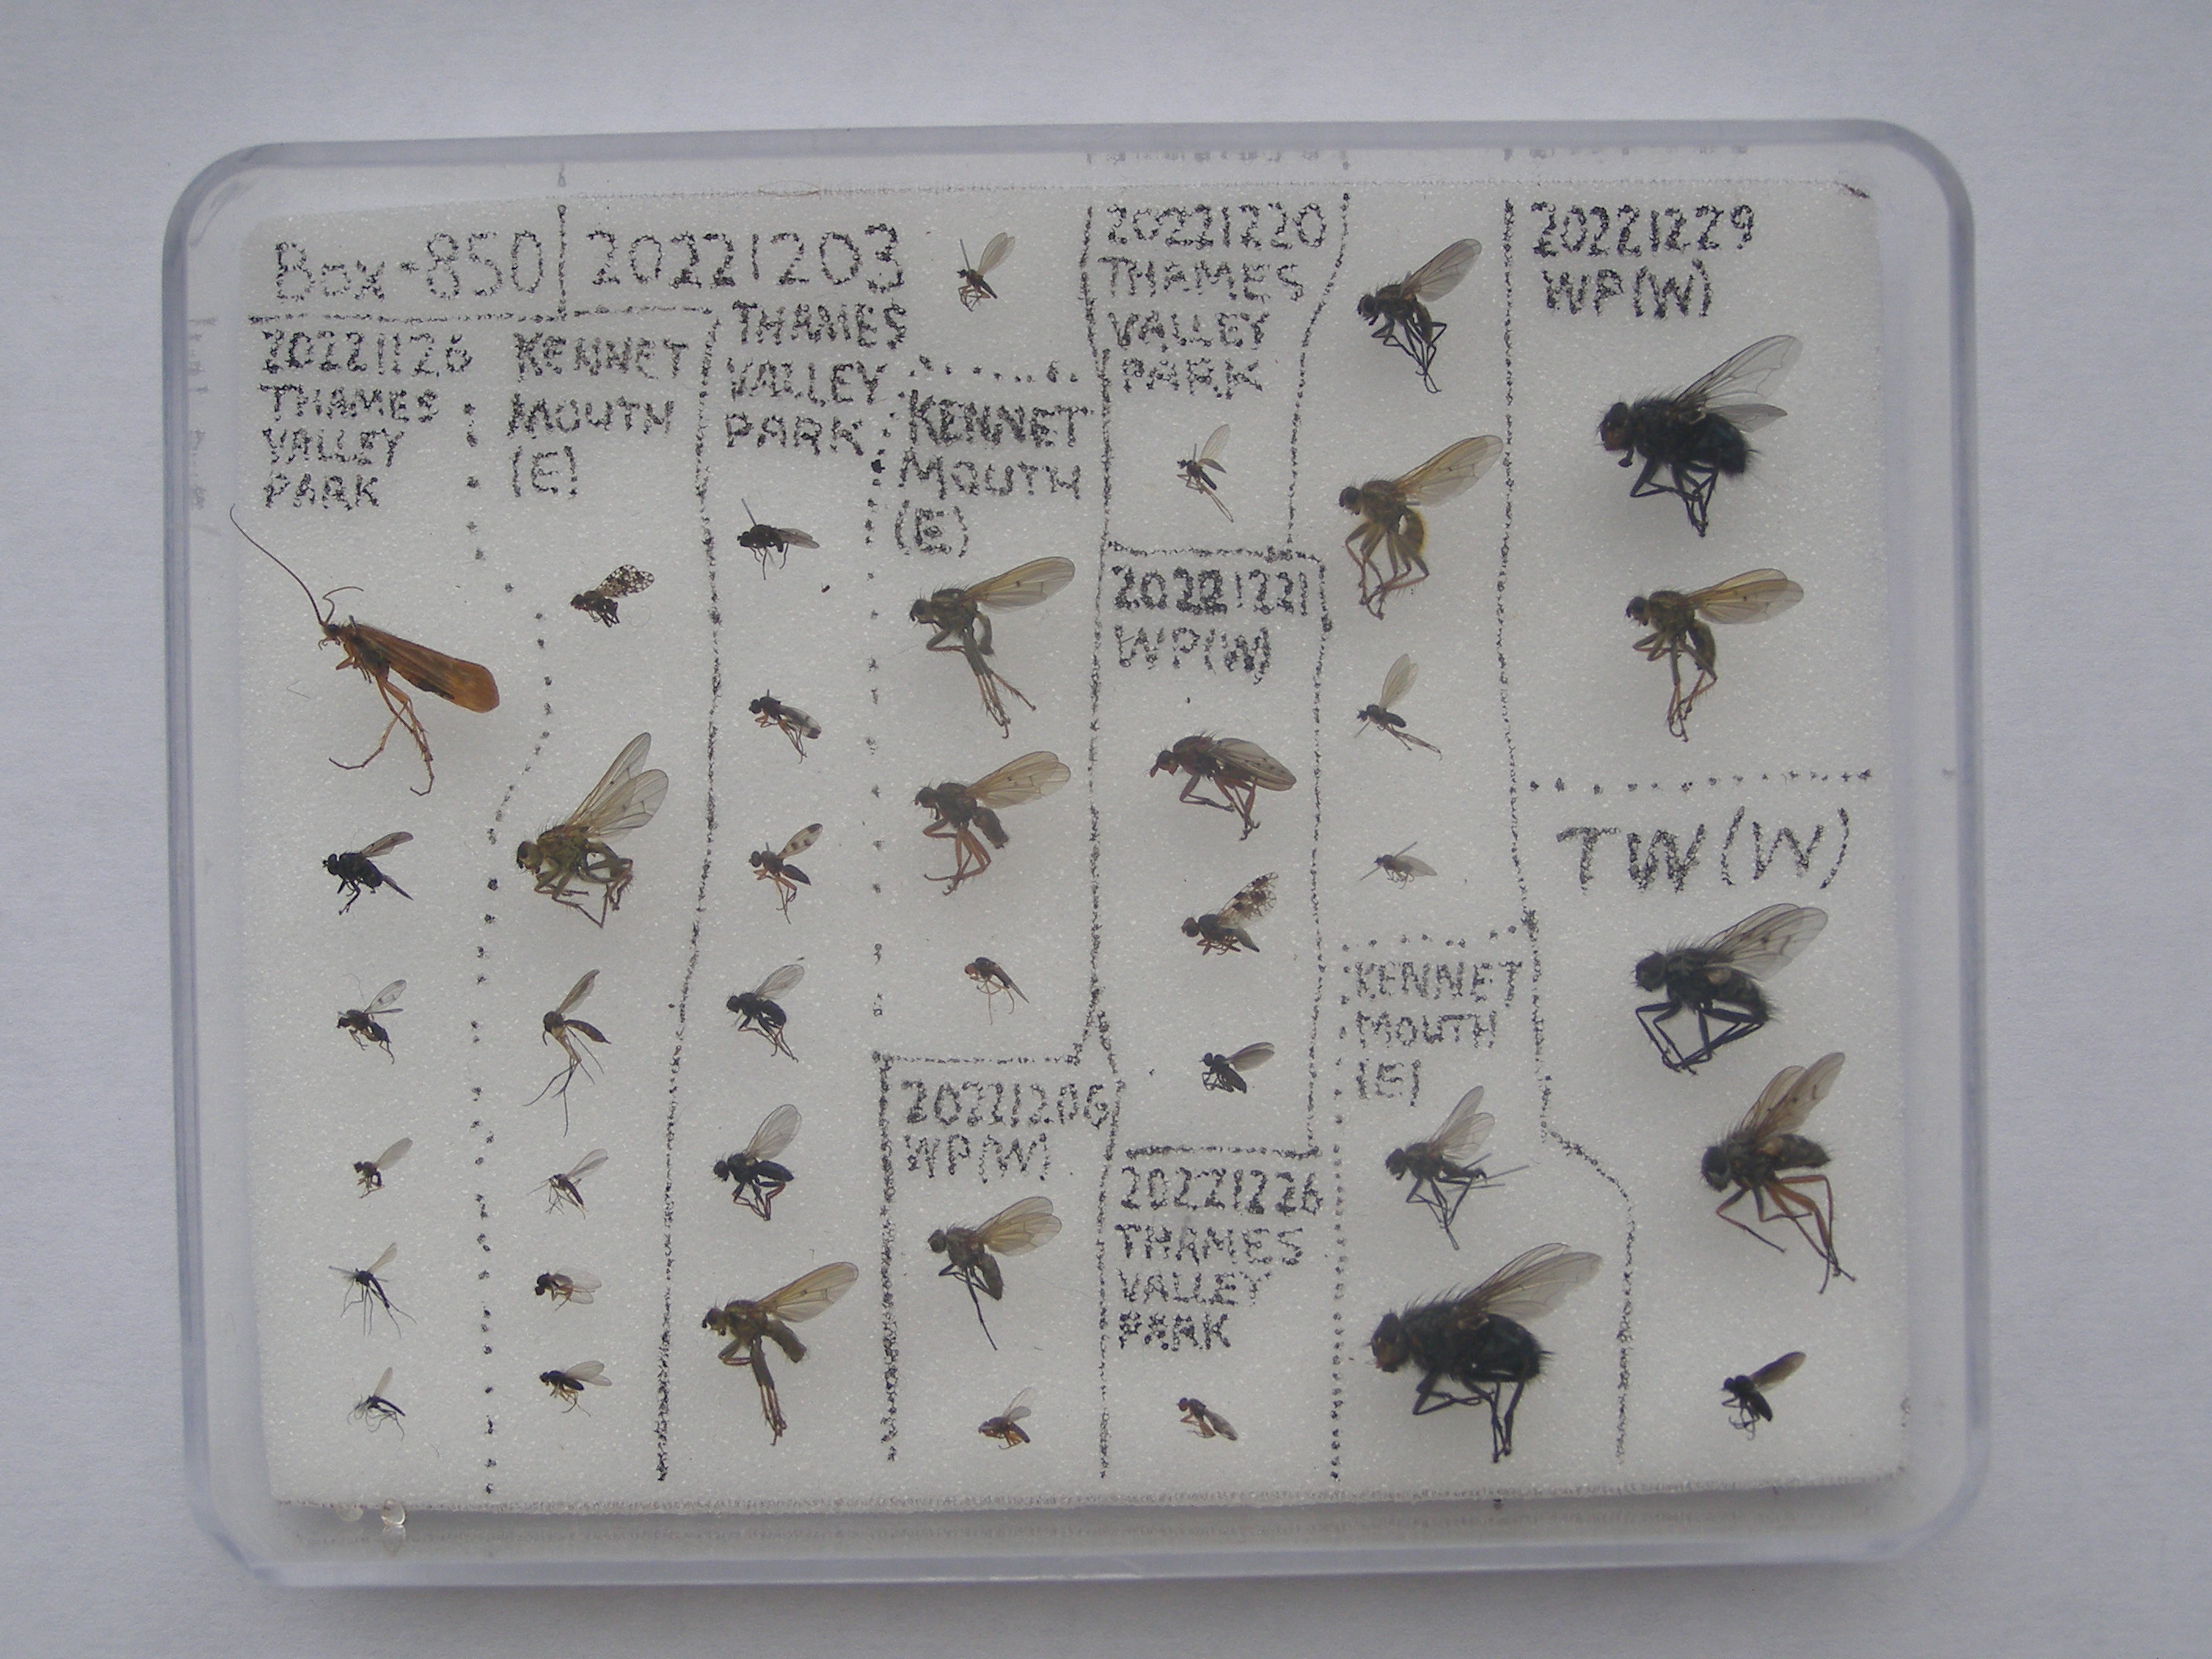 Box-850
20221126
THAMES
VALLEY
PARK
KENNET
MOUTH
(E)
20221203
THAMES
VALLEY
PARK
KENNET
MOUTH
(E)
20221206
WP(W)
20221220
THAMES
VALLEY
PARK
20221221
WP(W)
20221226
THAMES
VALLEY
PARK
KENNET
MOUTH
(E)
20221229
WP(W)
TW(W)